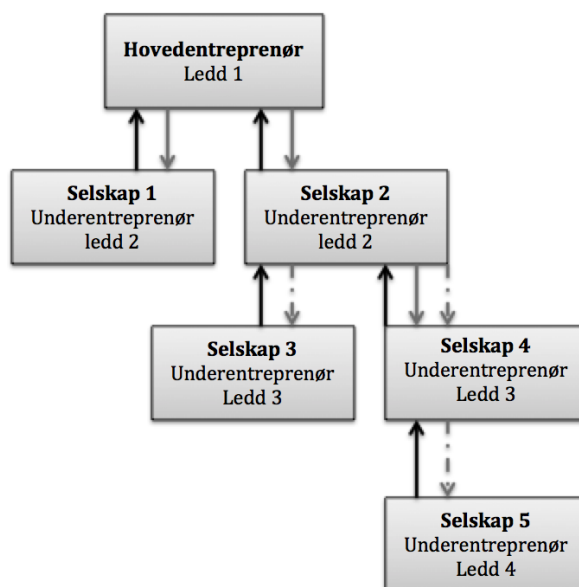 Hovedentreprenør
Ledd 1
Selskap 1
Underentreprenør
ledd 2
Selskap 2
Underentreprenør
ledd 2
Selskap 3
Underentreprenør
Ledd 3
Selskap 4
Underentreprenør
Ledd 3
Selskap 5
Underentreprenør
Ledd 4